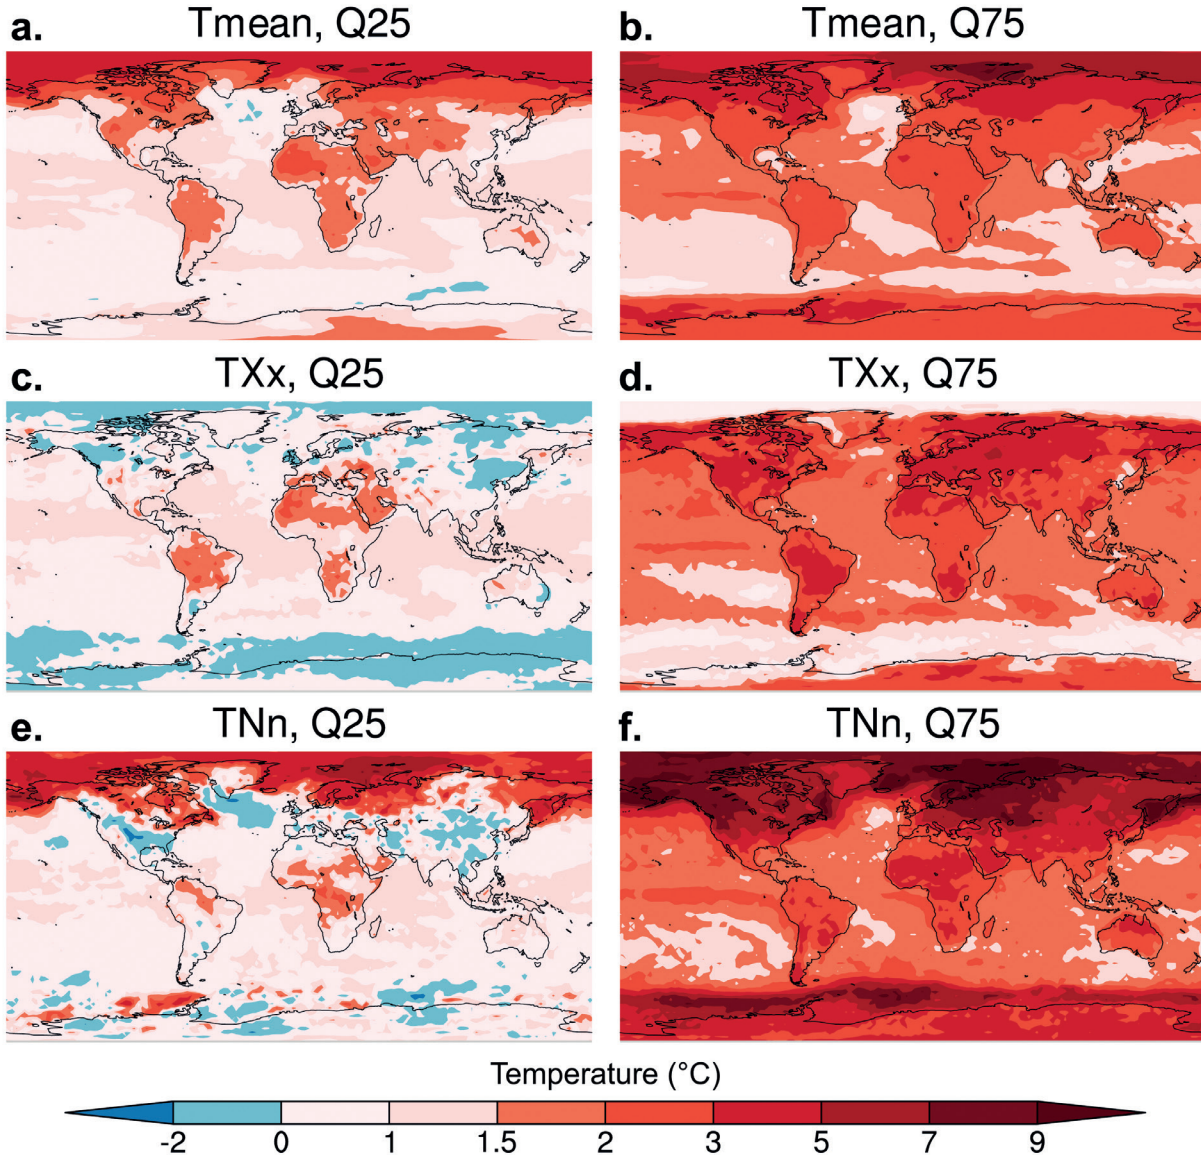 a. Tmean, Q25
b. Tmean, Q75
c. TXx, Q25
d. TXx, Q75
e. TNn, Q25
f. TNn, Q75
Temperature (°C)
-2 0 1 1.5 2 3 5 7 9